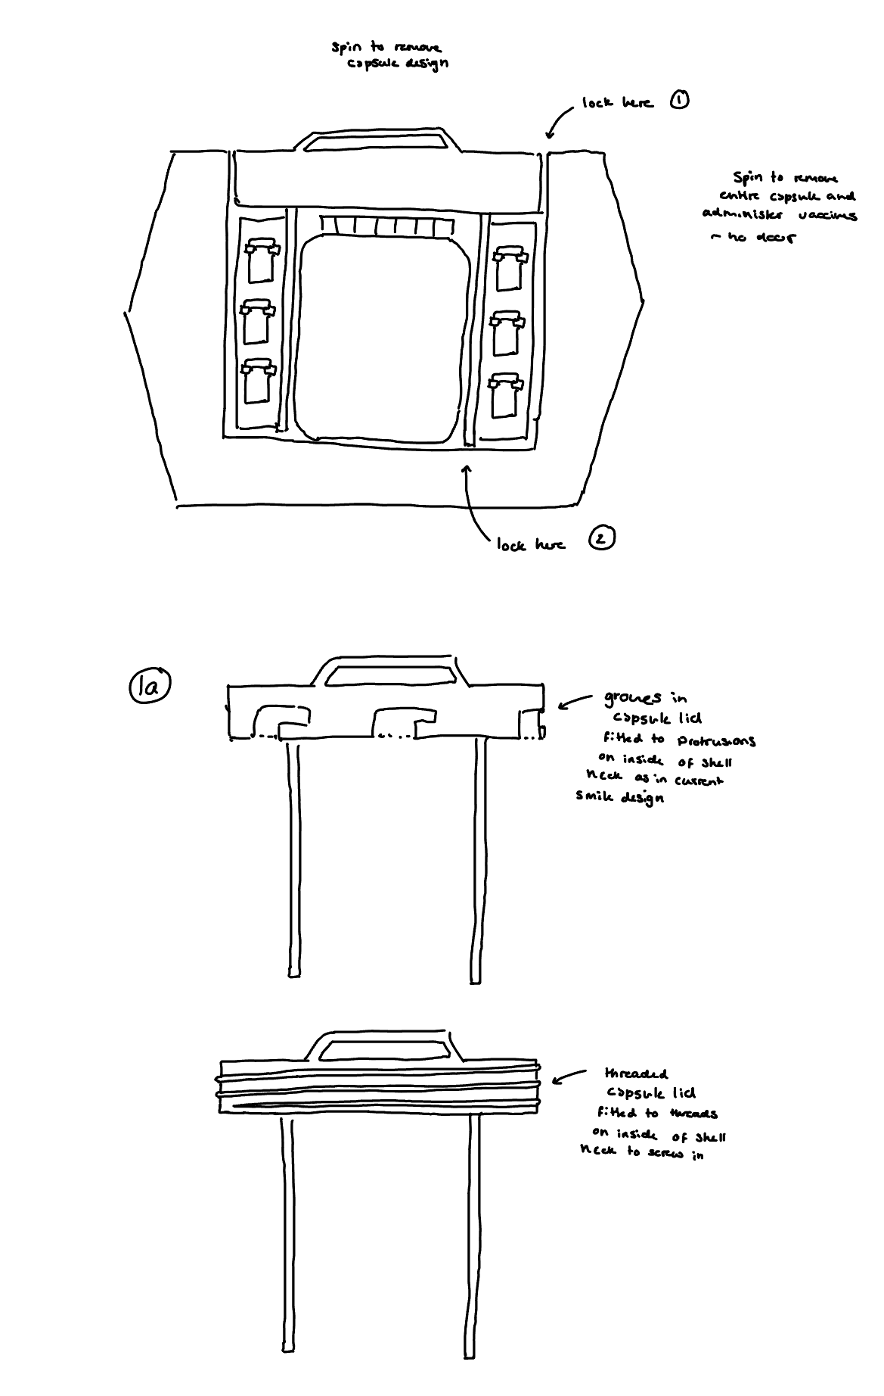 spin to remove
capsule design
lock here ①
Spin to remove
entire capsule and
administer vaccines
~ no door
lock here ②
1a
grooves in
capsule lid
fitted to protrusions
on inside of shell
neck as in current
smile design
threaded
capsule lid
fitted to threads
on inside of shell
neck to screw in